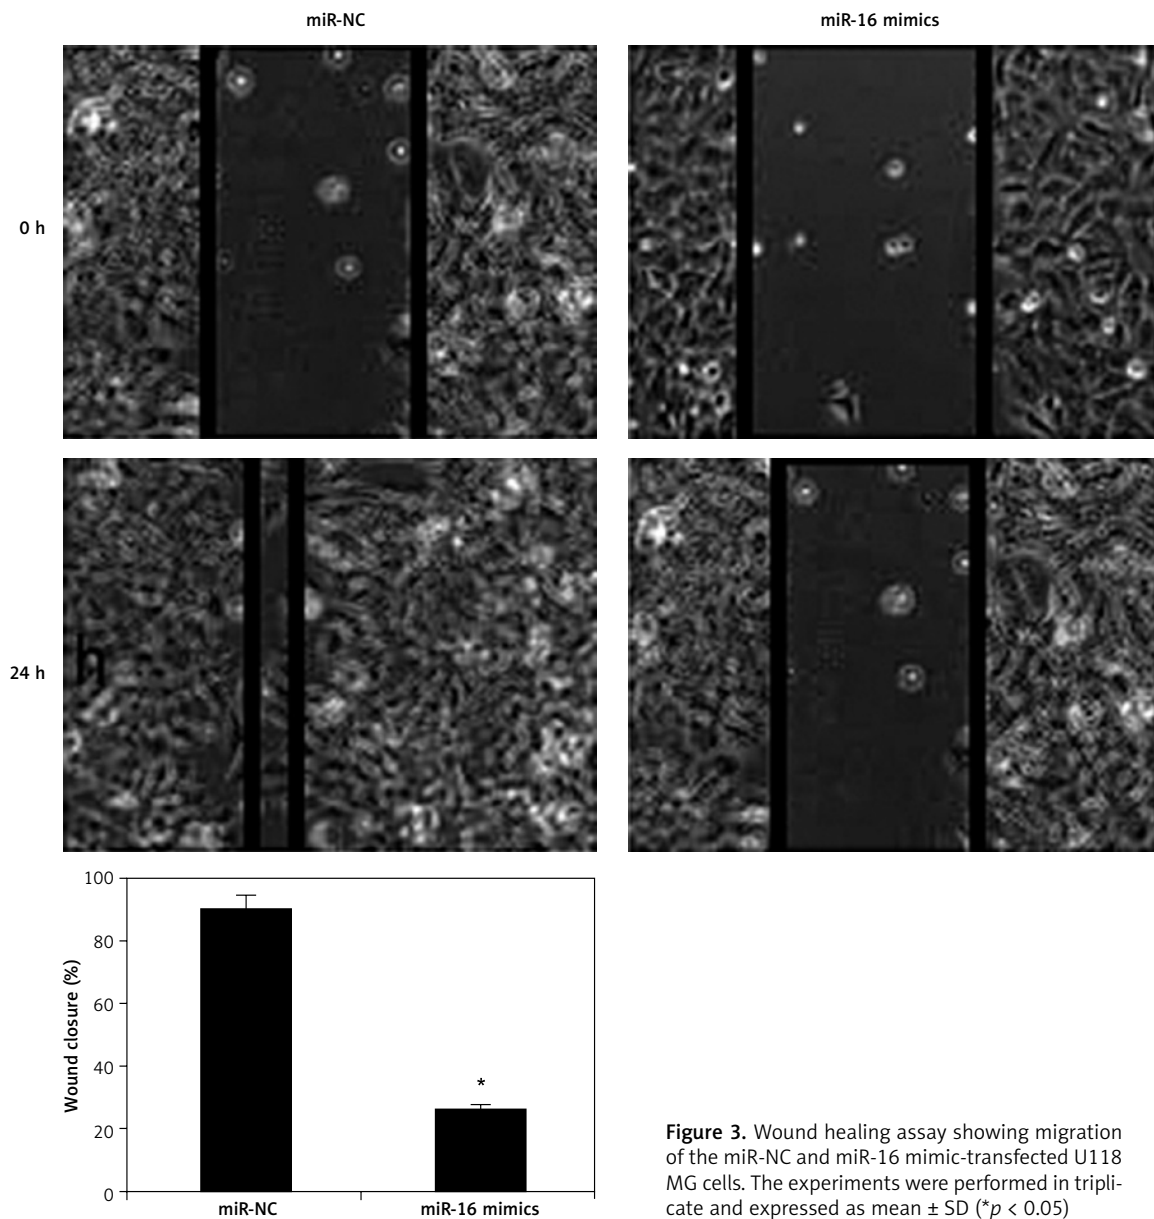 miR-NC
miR-16 mimics
0 h
24 h
h
100
80
60
40
20
0
Wound closure (%)
*
miR-NC
miR-16 mimics
Figure 3. Wound healing assay showing migration
of the miR-NC and miR-16 mimic-transfected U118
MG cells. The experiments were performed in tripli-
cate and expressed as mean ± SD (*p < 0.05)